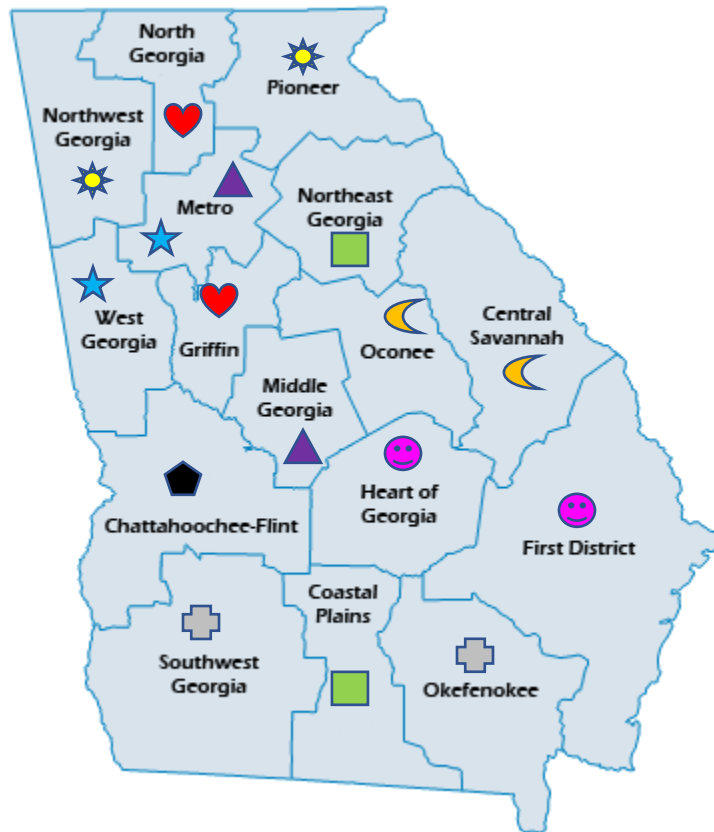 North
Georgia
Pioneer
Northwest
Georgia
Metro
Northeast
Georgia
West
Georgia
Griffin
Central
Savannah
Oconee
Middle
Georgia
Heart of
Georgia
Chattahoochee-Flint
First District
Coastal
Plains
Southwest
Georgia
Okefenokee